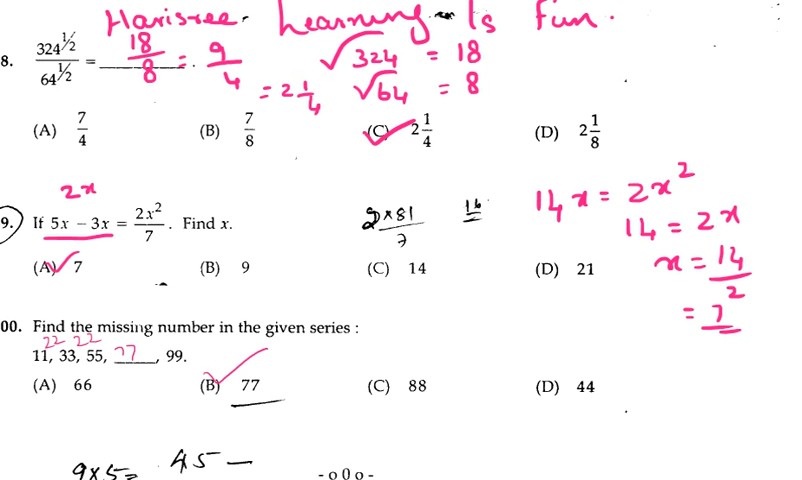 Harisree Learning Is Fun.
8. 324^½ / 64^½ = 18/8 = 9/4 = 2 1/4
√324 = 18
√64 = 8
(A) 7/4 (B) 7/8 (C) 2 1/4 (D) 2 1/8
2x
9. If 5x – 3x = 2x²/7. Find x.
2×81/7
16
(A) 7 (B) 9 (C) 14 (D) 21
14x = 2x²
14 = 2x
x = 14/2
= 7
00. Find the missing number in the given series :
22 22
11, 33, 55, 77, 99.
(A) 66 (B) 77 (C) 88 (D) 44
9×5= 45 –
- o 0 o -